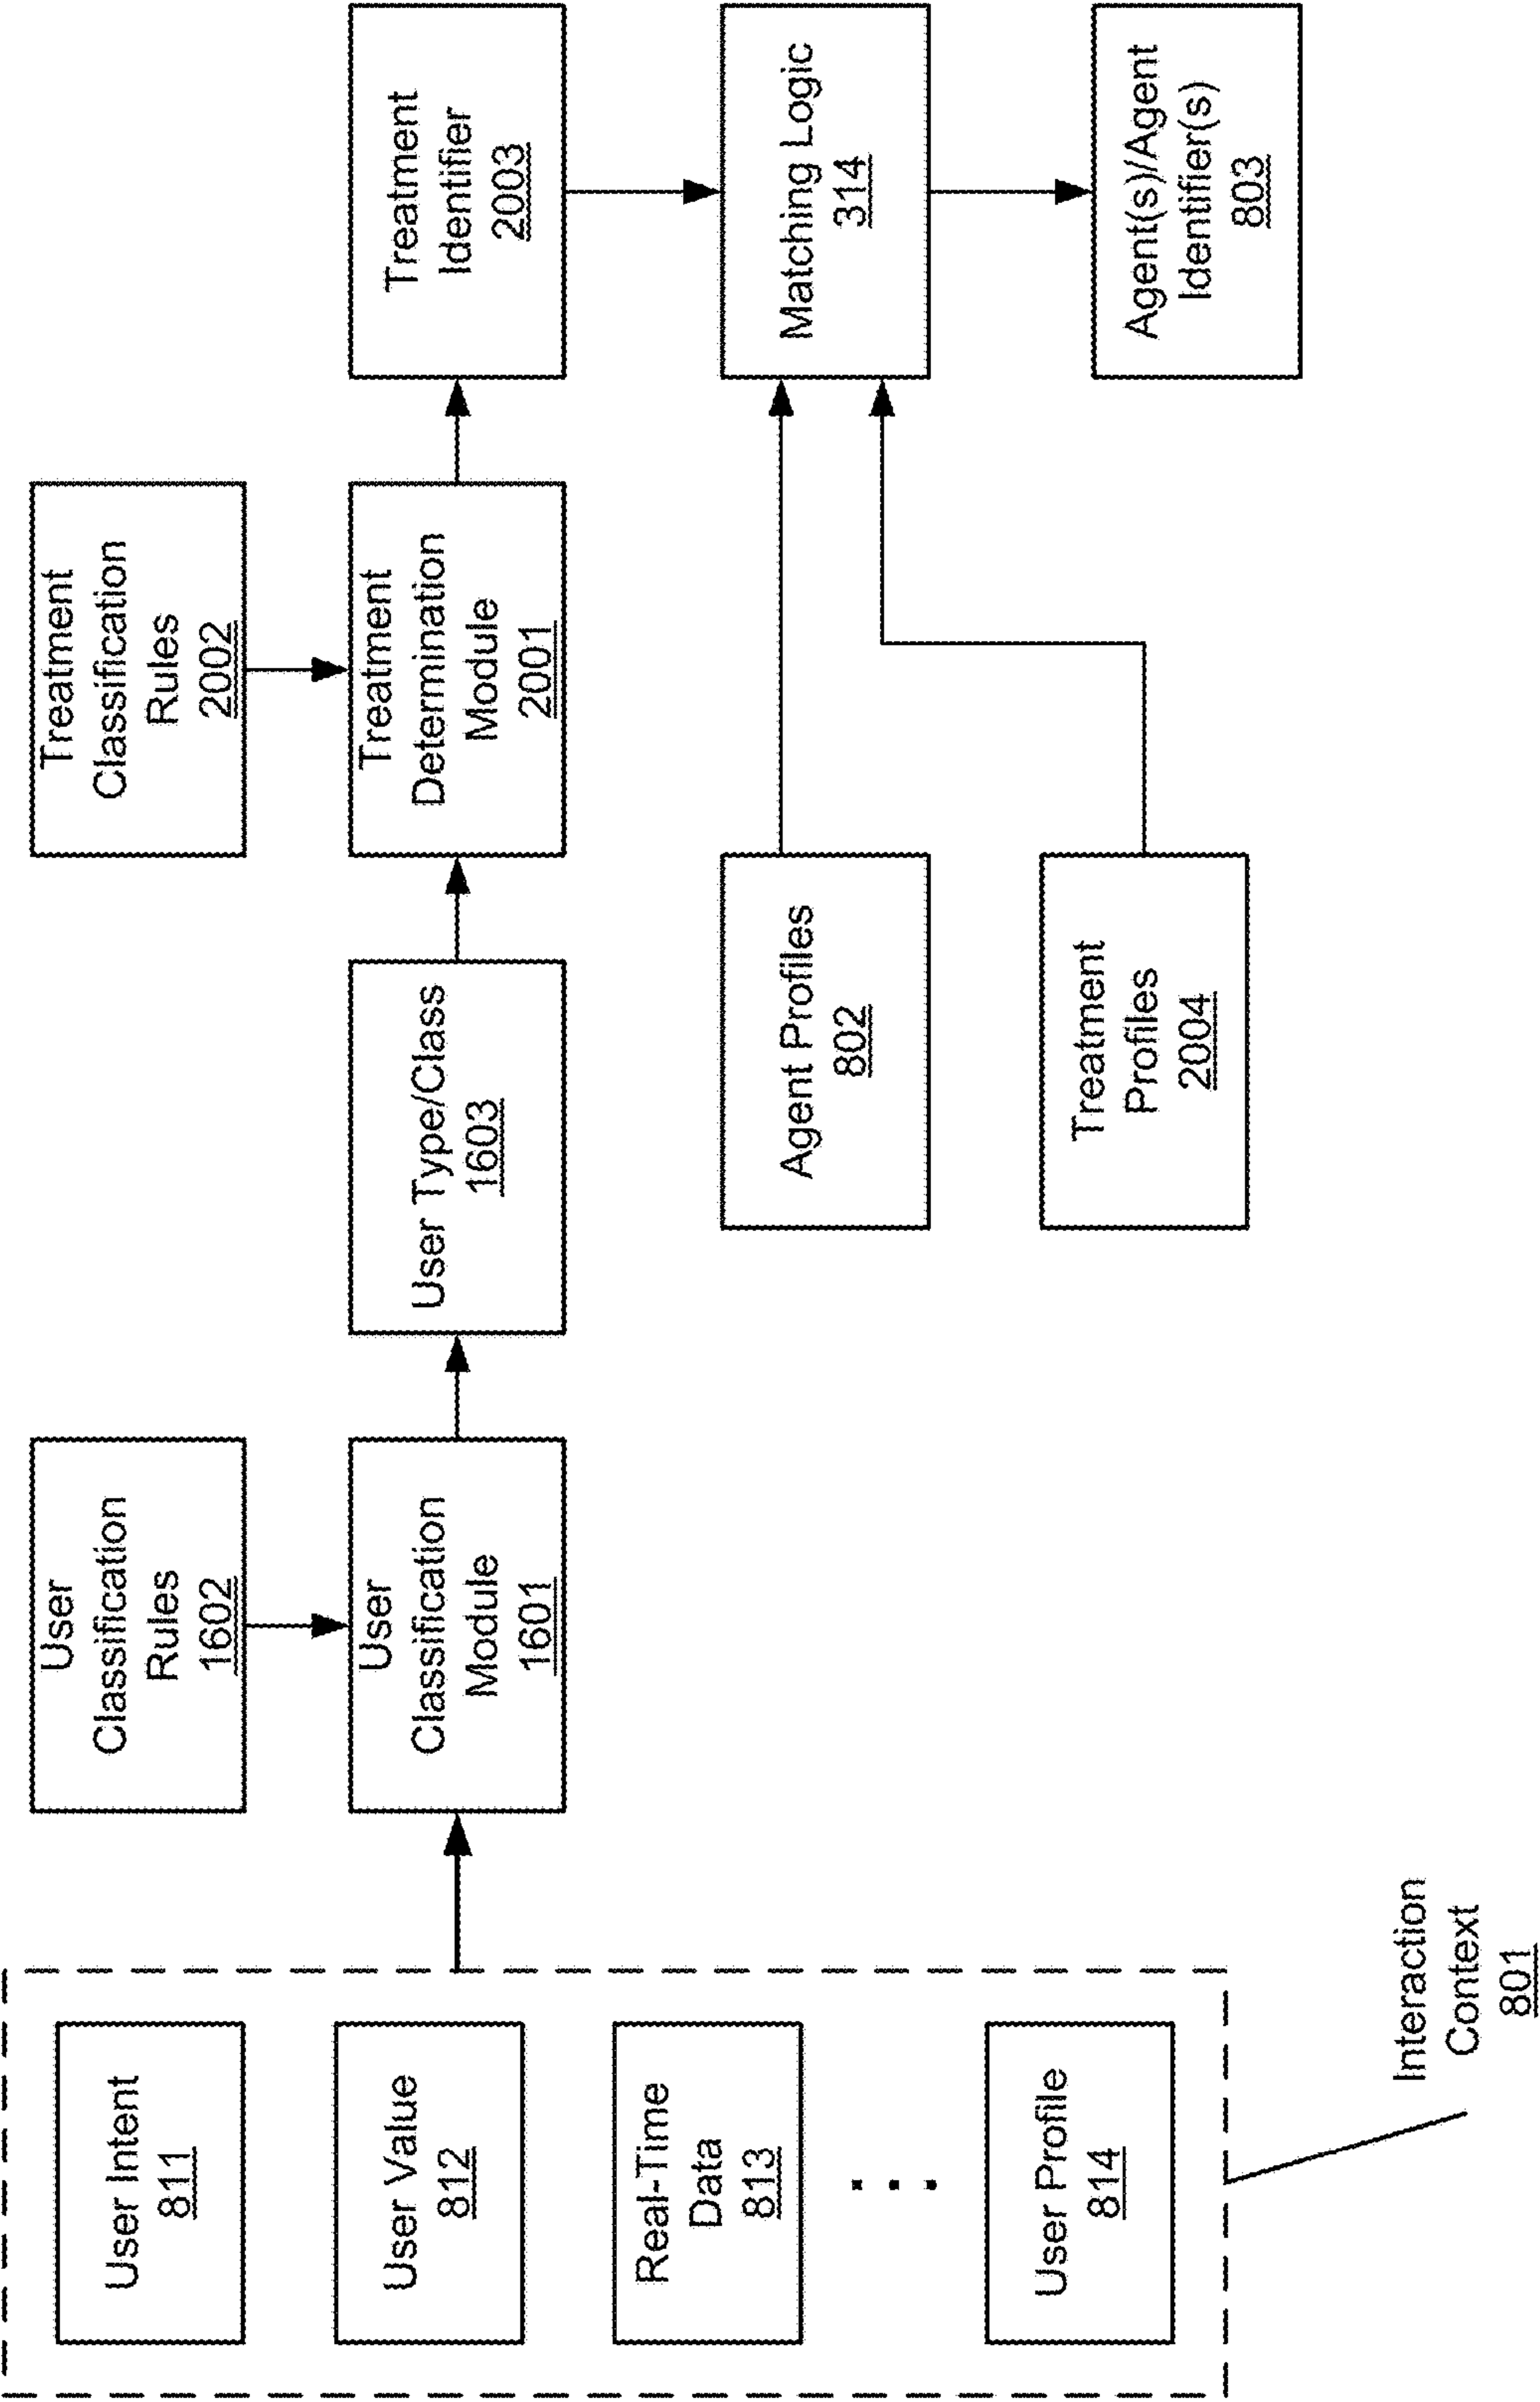 User Intent
811
User Value
812
Real-Time
Data
813
User Profile
814
Interaction
Context
801
User
Classification
Rules
1602
User
Classification
Module
1601
User Type/Class
1603
Treatment
Classification
Rules
2002
Treatment
Determination
Module
2001
Treatment
Identifier
2003
Agent Profiles
802
Treatment
Profiles
2004
Matching Logic
314
Agent(s)/Agent
Identifier(s)
803